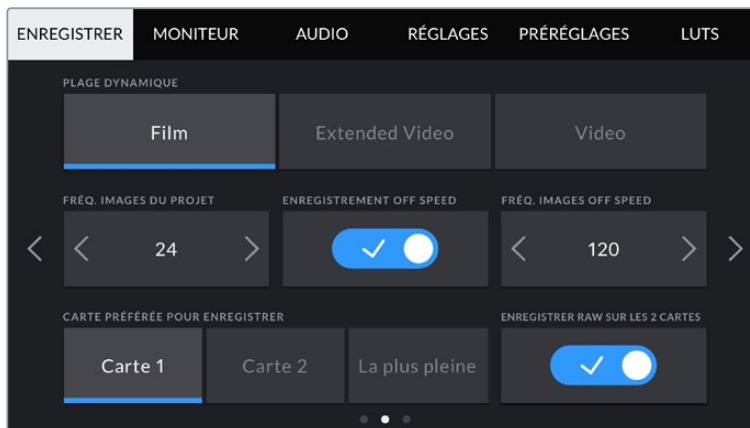 ENREGISTRER MONITEUR AUDIO RÉGLAGES PRÉRÉGLAGES LUTS
PLAGE DYNAMIQUE
Film Extended Video Video
FRÉQ. IMAGES DU PROJET ENREGISTREMENT OFF SPEED FRÉQ. IMAGES OFF SPEED
24 120
CARTE PRÉFÉRÉE POUR ENREGISTRER ENREGISTRER RAW SUR LES 2 CARTES
Carte 1 Carte 2 La plus pleine